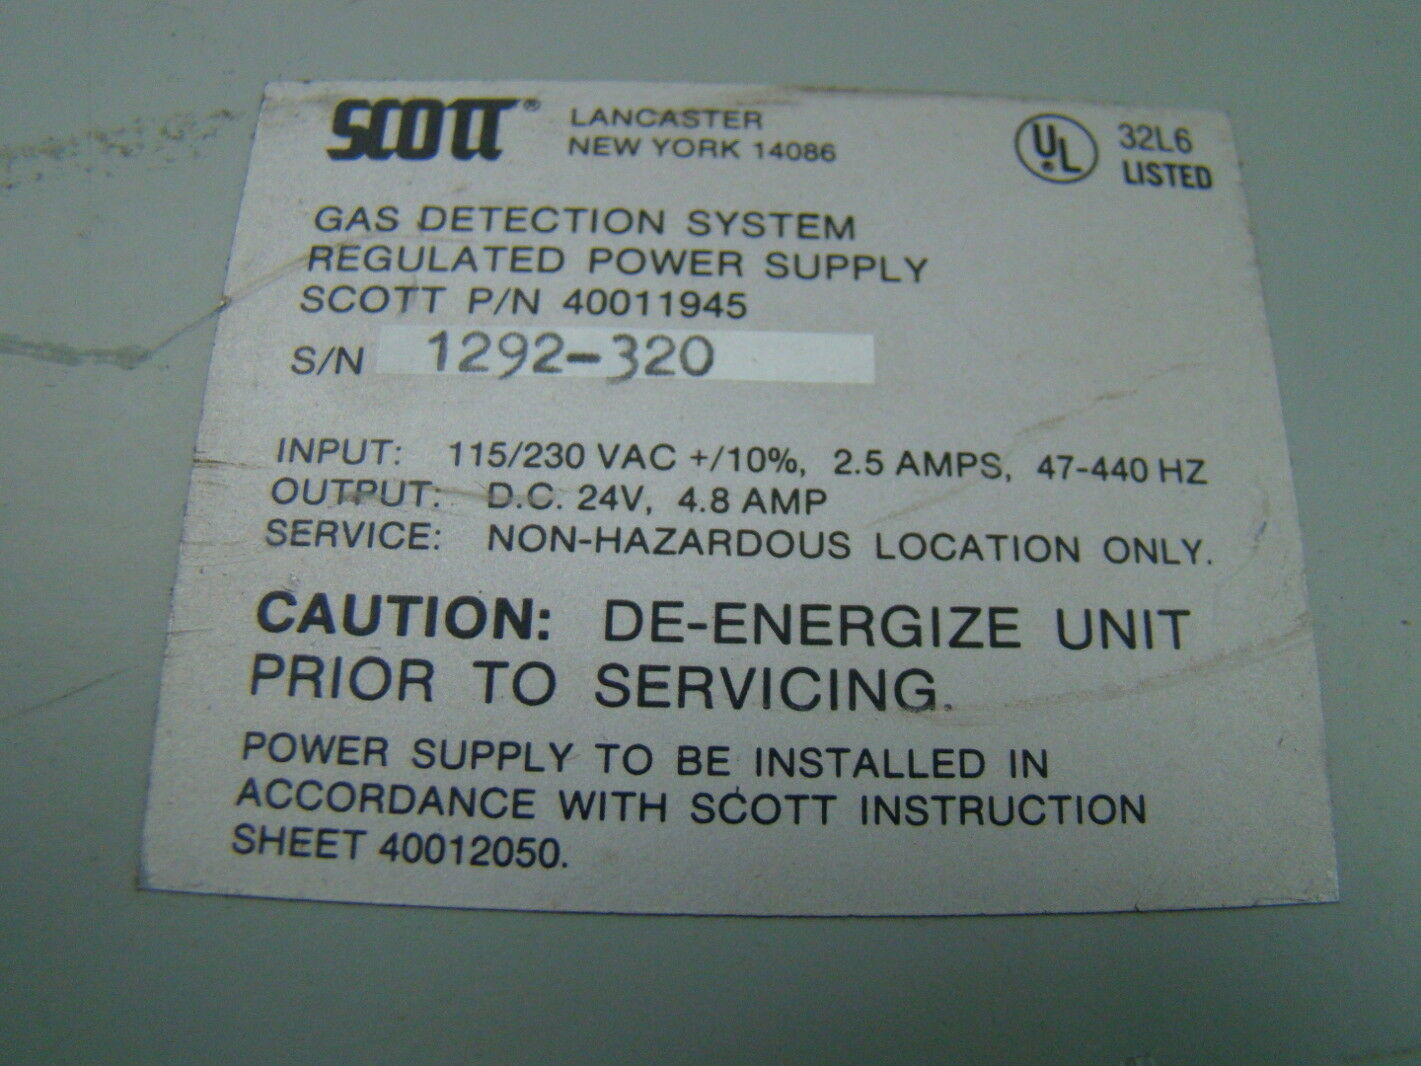 SCOTT® LANCASTER
NEW YORK 14086
UL® 32L6
LISTED
GAS DETECTION SYSTEM
REGULATED POWER SUPPLY
SCOTT P/N 40011945
S/N 1292-320
INPUT: 115/230 VAC +/10%, 2.5 AMPS, 47-440 HZ
OUTPUT: D.C. 24V, 4.8 AMP
SERVICE: NON-HAZARDOUS LOCATION ONLY.
CAUTION: DE-ENERGIZE UNIT
PRIOR TO SERVICING.
POWER SUPPLY TO BE INSTALLED IN
ACCORDANCE WITH SCOTT INSTRUCTION
SHEET 40012050.